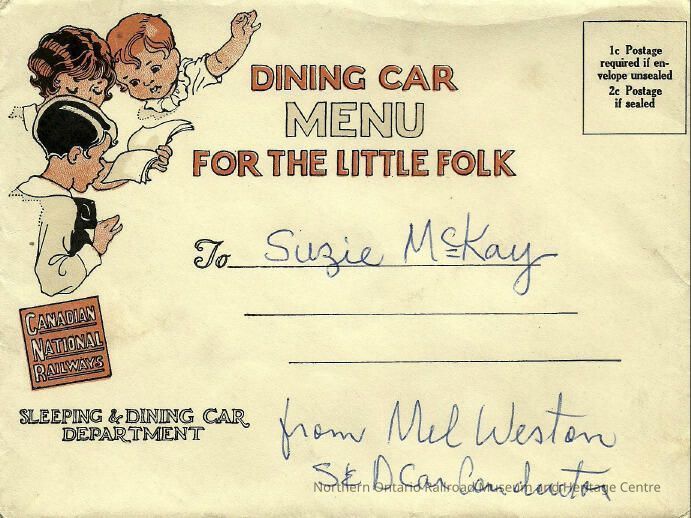 DINING CAR
MENU
FOR THE LITTLE FOLK
1c Postage
required if en-
velope unsealed
2c Postage
if sealed
To Suzie McKay
CANADIAN
NATIONAL
RAILWAYS
SLEEPING & DINING CAR
DEPARTMENT
from Mel Weston
S & D Car Conductor
Northern Ontario Railroad Museum and Heritage Centre